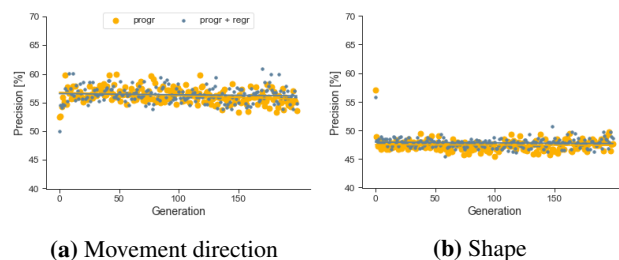 progr progr + regr
70
65
60
55
50
45
40
Precision [%]
0 50 100 150
Generation
(a) Movement direction
70
65
60
55
50
45
40
Precision [%]
0 50 100 150
Generation
(b) Shape